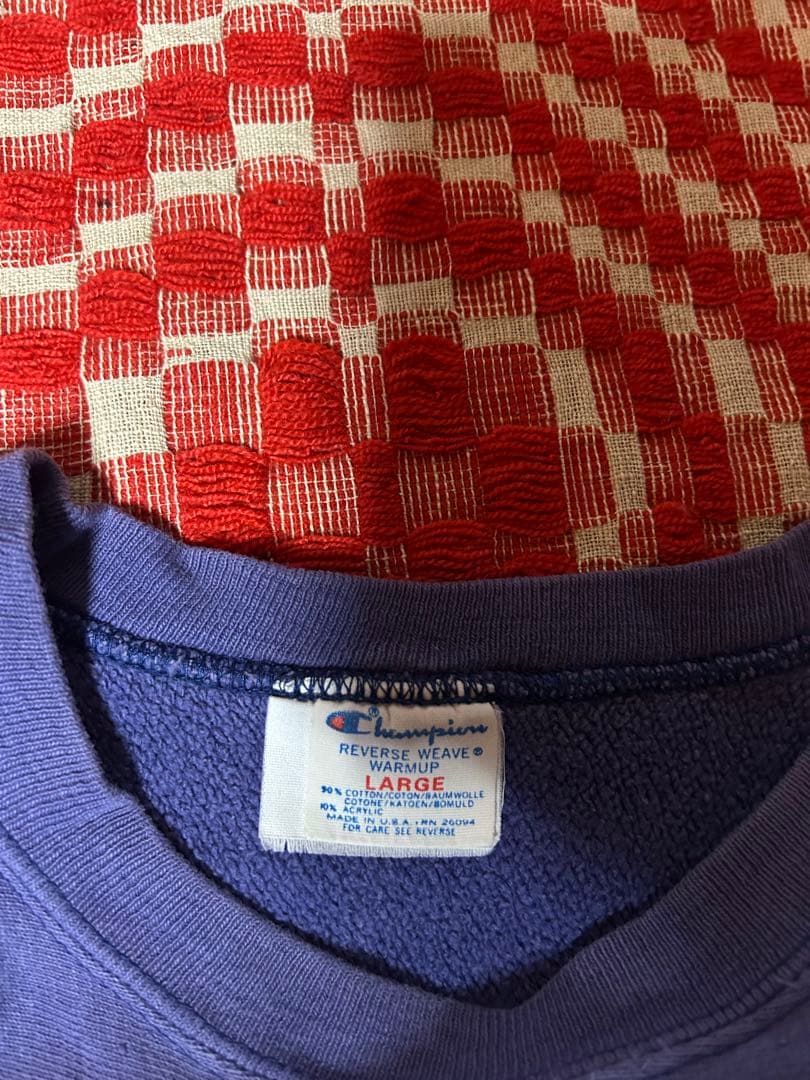 Champion®
REVERSE WEAVE®
WARMUP
LARGE
90% COTTON/COTON/BAUMWOLLE
COTONE/KATOEN/BOMULD
10% ACRYLIC
MADE IN U.S.A. RN 26094
FOR CARE SEE REVERSE